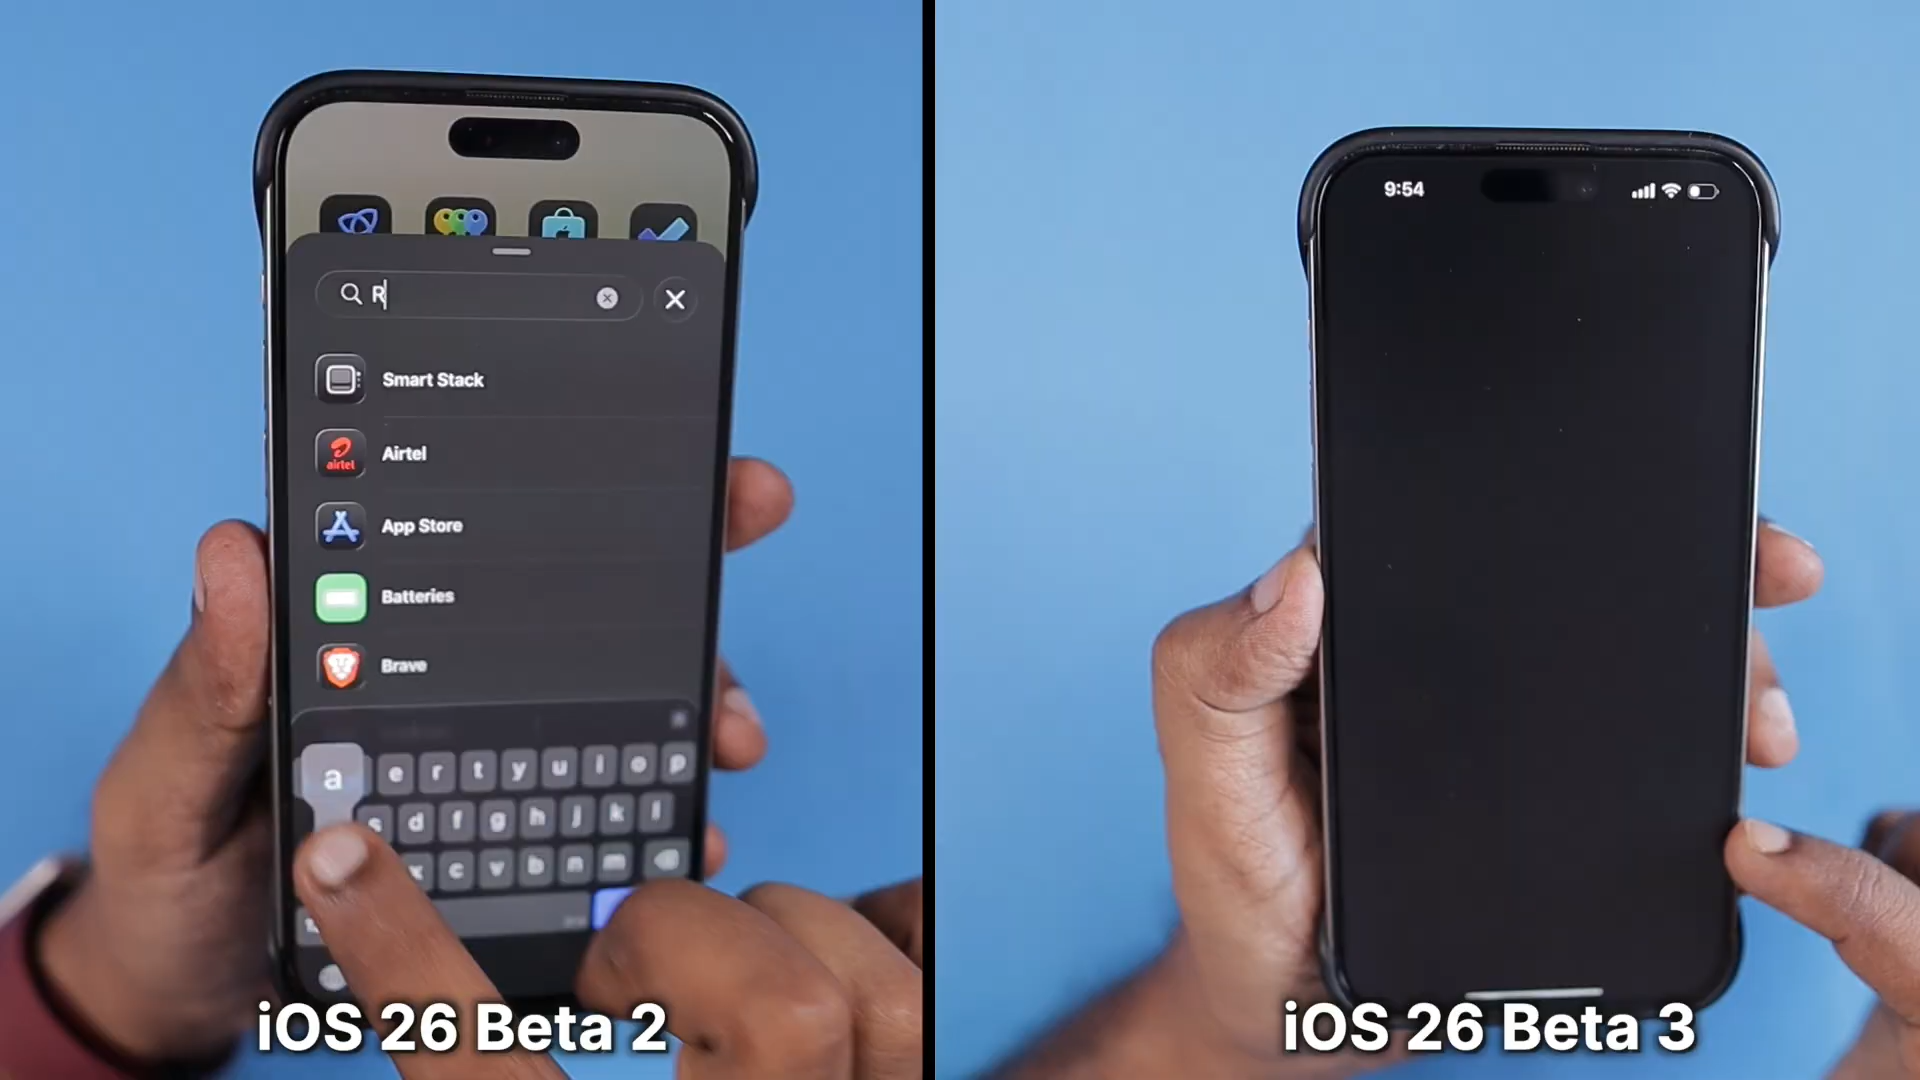 R
Smart Stack
airtel
Airtel
App Store
Batteries
Brave
a e r t y u i o p
s d f g h j k l
x c v b n m
iOS 26 Beta 2
9:54
iOS 26 Beta 3